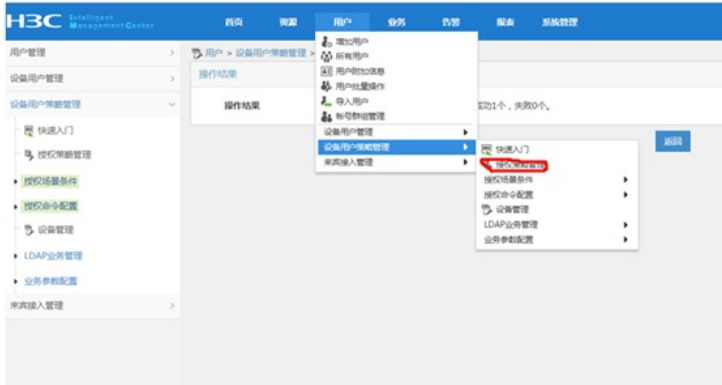 H3C Intelligent Management Center
首页 资源 用户 业务 告警 报表 系统管理
用户管理
设备用户管理
设备用户策略管理
快速入门
授权策略管理
授权场景条件
授权命令配置
设备管理
LDAP业务管理
业务参数配置
来宾接入管理
用户 > 设备用户策略管理 >
操作结果
操作结果
成功1个，失败0个。
返回
增加用户
所有用户
用户附加信息
用户批量操作
导入用户
帐号群组管理
设备用户管理
设备用户策略管理
来宾接入管理
快速入门
授权策略管理
授权场景条件
授权命令配置
设备管理
LDAP业务管理
业务参数配置